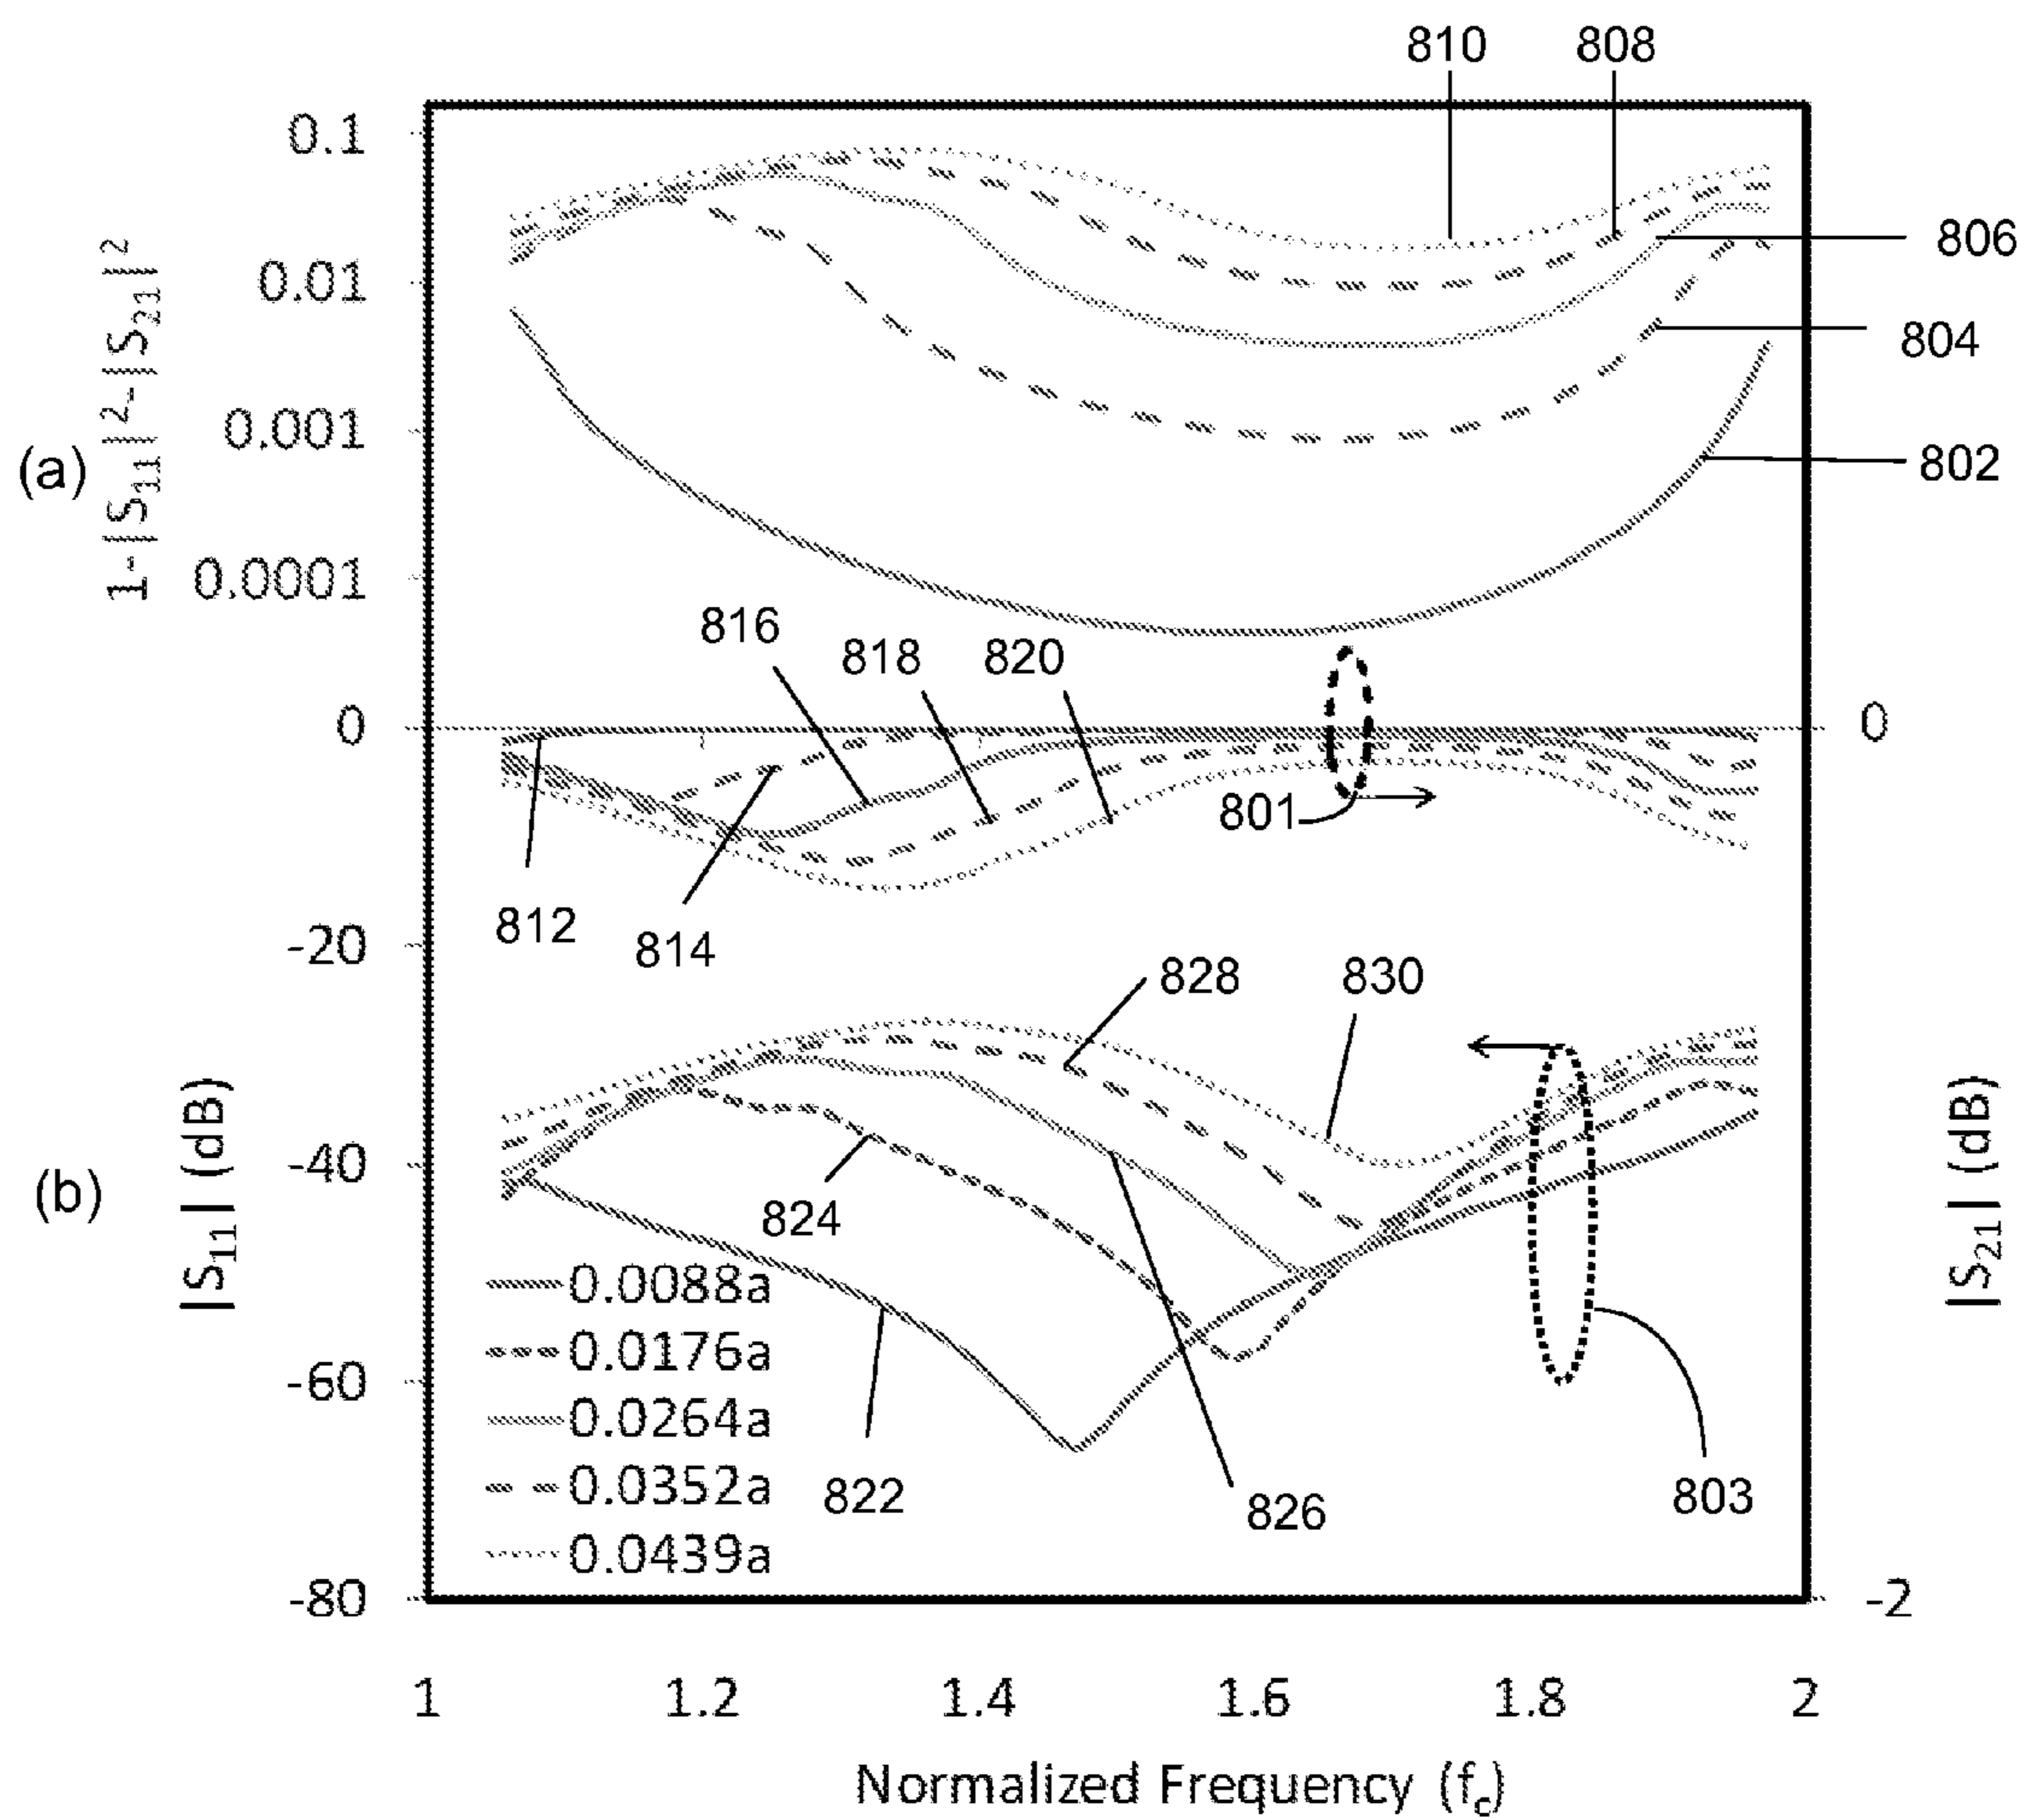 810 808
0.1
0.01
0.001
0.0001
(a)
1-|S11|²-|S21|²
806
804
802
816 818 820
0
0
801
812
814
-20
828 830
-40
(b)
|S11| (dB)
|S21| (dB)
824
0.0088a
0.0176a
0.0264a
0.0352a
0.0439a
-60
822
826
803
-80
-2
1 1.2 1.4 1.6 1.8 2
Normalized Frequency (fc)